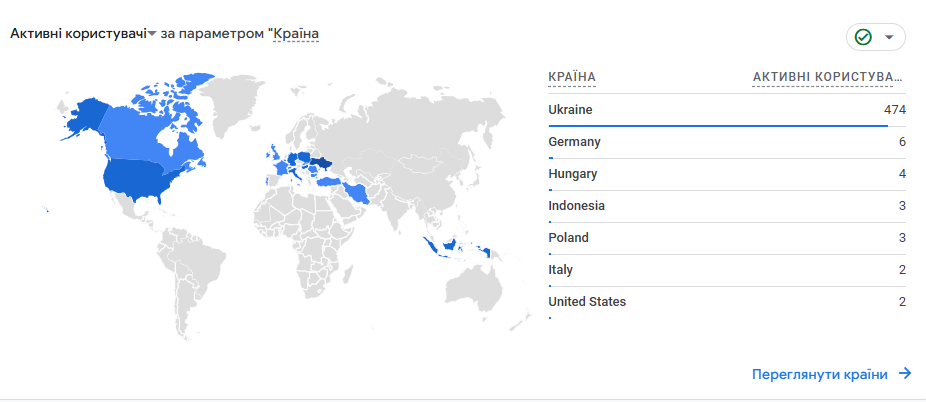 Активні користувачі за параметром "Країна
КРАЇНА АКТИВНІ КОРИСТУВА…
Ukraine 474
Germany 6
Hungary 4
Indonesia 3
Poland 3
Italy 2
United States 2
Переглянути країни